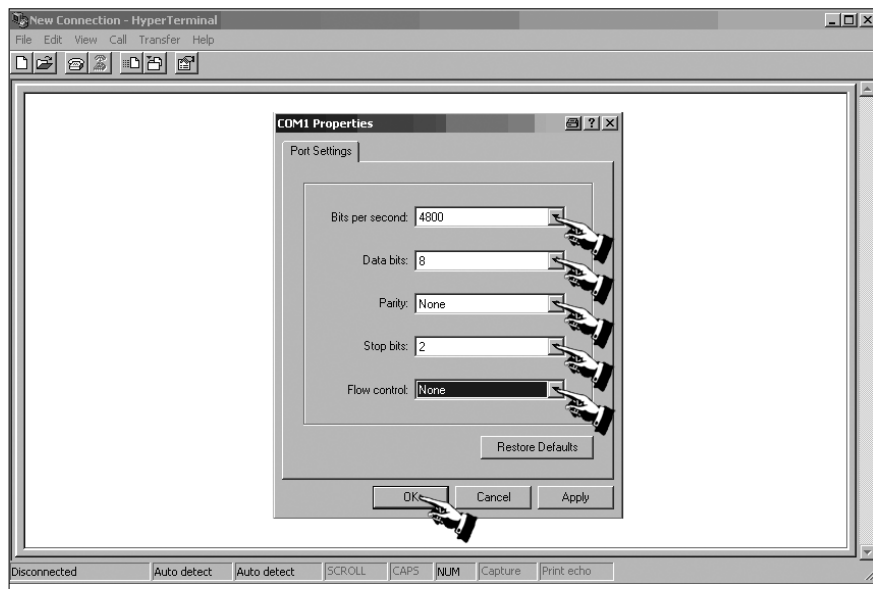 New Connection - HyperTerminal
File Edit View Call Transfer Help
COM1 Properties
Port Settings
Bits per second: 4800
Data bits: 8
Parity: None
Stop bits: 2
Flow control: None
Restore Defaults
OK Cancel Apply
Disconnected Auto detect Auto detect SCROLL CAPS NUM Capture Print echo